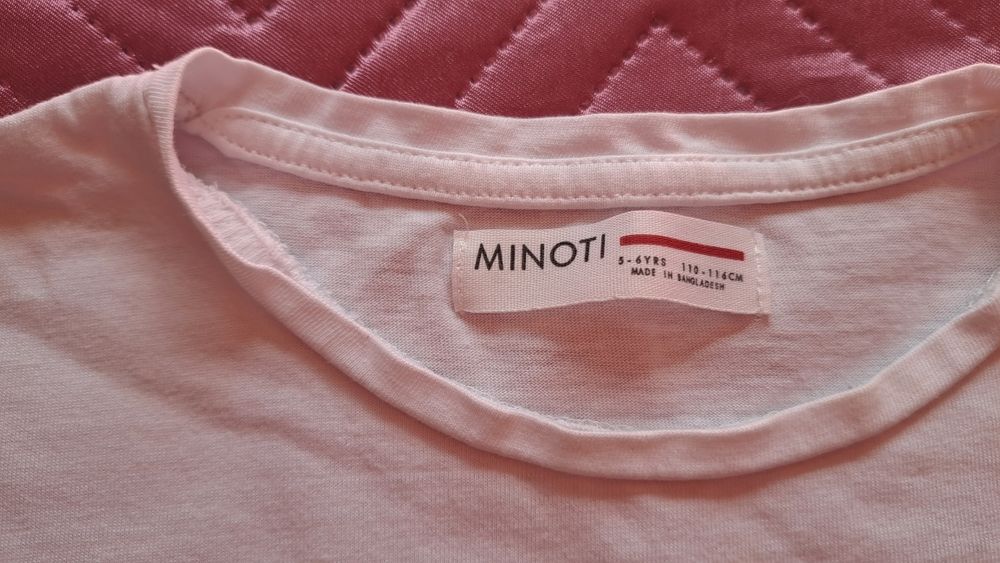 MINOTI
5-6YRS 110-116CM
MADE IN BANGLADESH